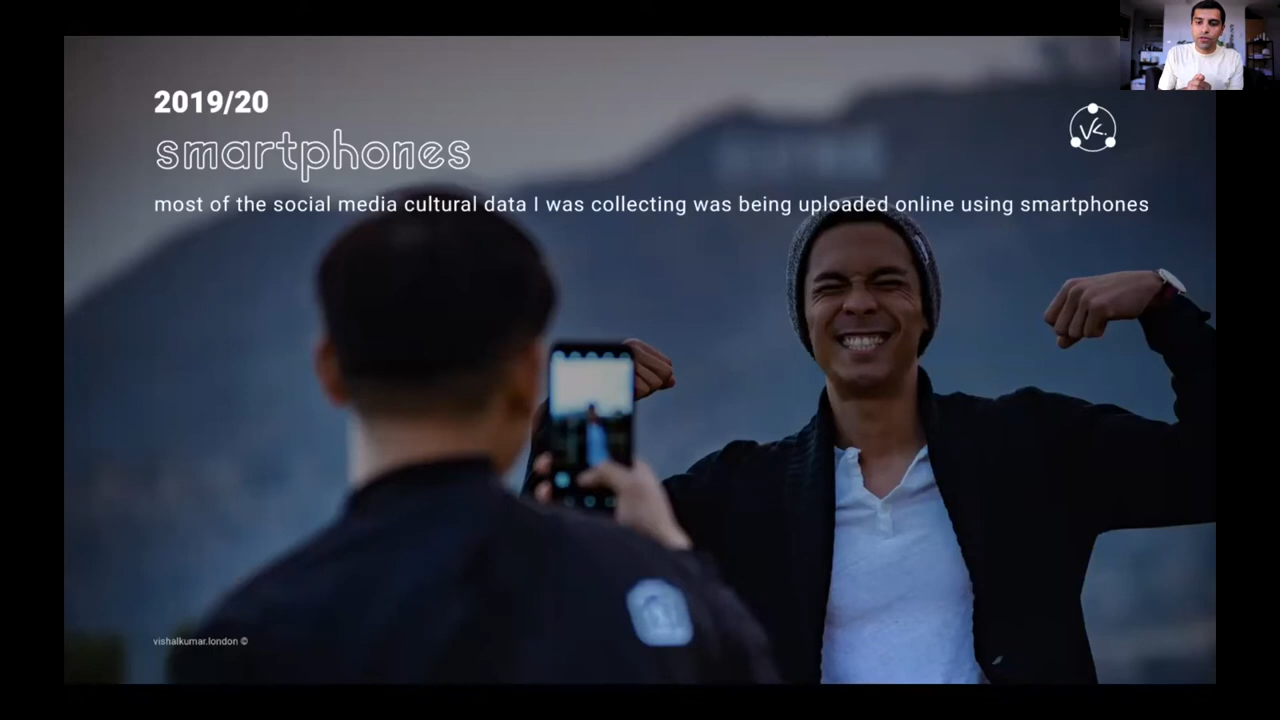 2019/20
smartphones
most of the social media cultural data I was collecting was being uploaded online using smartphones
VK.
vishalkumar.london ©